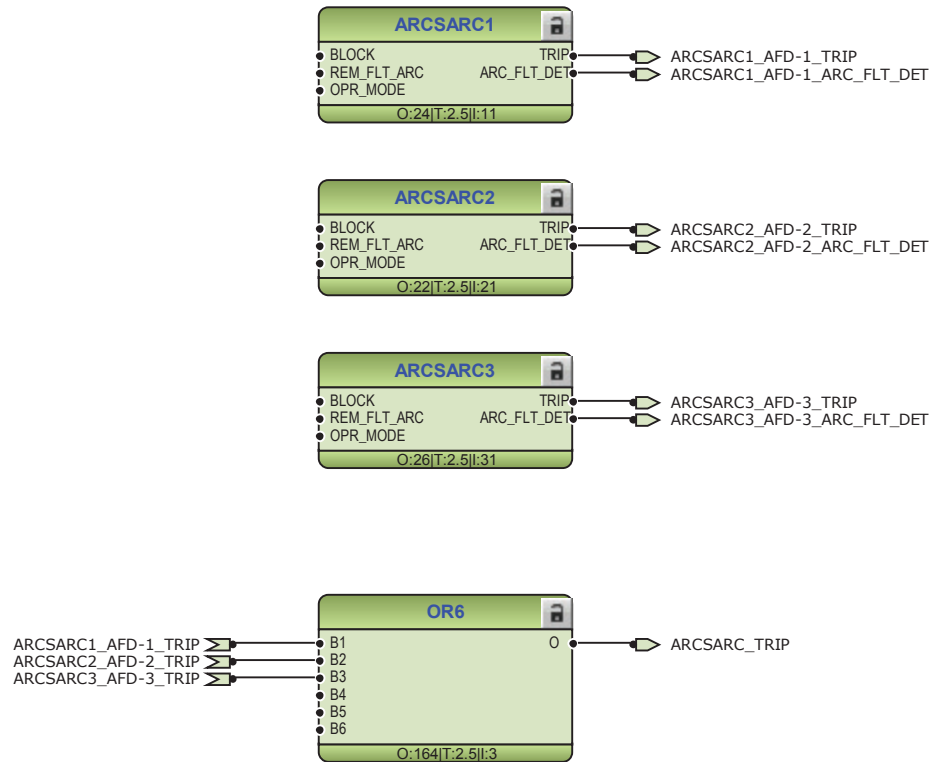 ARCSARC1
BLOCK TRIP ARCSARC1_AFD-1_TRIP
REM_FLT_ARC ARC_FLT_DET ARCSARC1_AFD-1_ARC_FLT_DET
OPR_MODE
O:24|T:2.5|I:11
ARCSARC2
BLOCK TRIP ARCSARC2_AFD-2_TRIP
REM_FLT_ARC ARC_FLT_DET ARCSARC2_AFD-2_ARC_FLT_DET
OPR_MODE
O:22|T:2.5|I:21
ARCSARC3
BLOCK TRIP ARCSARC3_AFD-3_TRIP
REM_FLT_ARC ARC_FLT_DET ARCSARC3_AFD-3_ARC_FLT_DET
OPR_MODE
O:26|T:2.5|I:31
OR6
ARCSARC1_AFD-1_TRIP B1 O ARCSARC_TRIP
ARCSARC2_AFD-2_TRIP B2
ARCSARC3_AFD-3_TRIP B3
B4
B5
B6
O:164|T:2.5|I:3